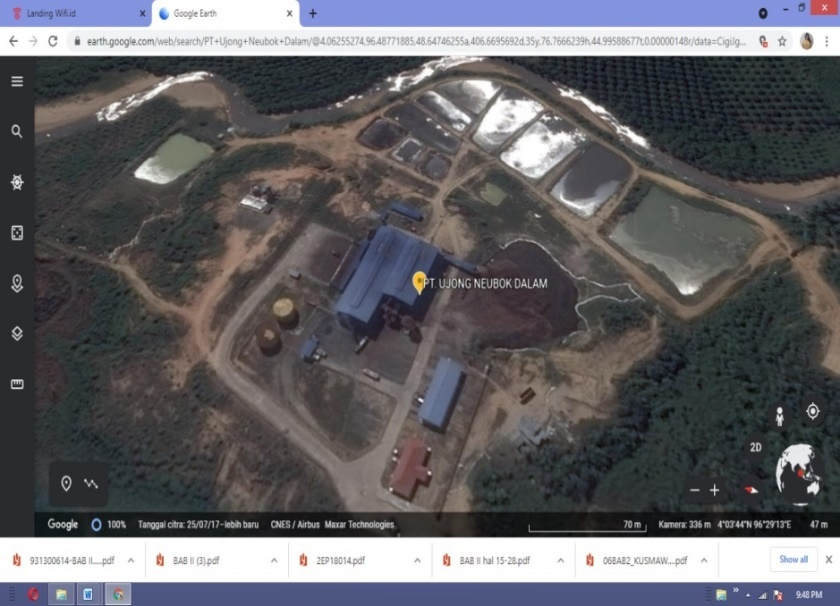 Landing Wifi.id
Google Earth
earth.google.com/web/search/PT+Ujong+Neubok+Dalam/@4.06255274,96.48771885,48.64746255a,406.6695692d,35y,76.7666239h,44.99588677t,0.00000148r/data=CigiJg...
PT. UJONG NEUBOK DALAM
2D
Google 100% Tanggal citra: 25/07/17-lebih baru CNES / Airbus Maxar Technologies 70 m Kamera: 336 m 4°03'44"N 96°29'13"E 47 m
931300614-BAB II.....pdf BAB II (3).pdf 2EP18014.pdf BAB II hal 15-28.pdf 06BAB2_KUSMAW...pdf Show all
9:48 PM